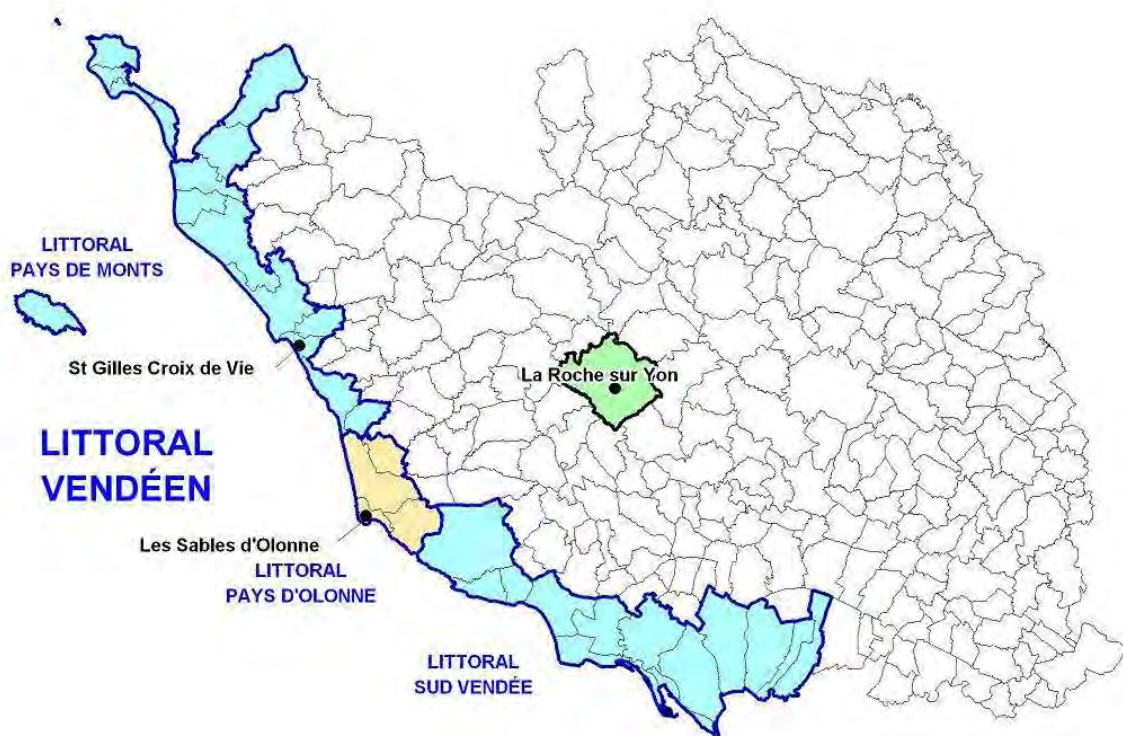 LITTORAL
PAYS DE MONTS
St Gilles Croix de Vie
La Roche sur Yon
LITTORAL
VENDÉEN
Les Sables d'Olonne
LITTORAL
PAYS D'OLONNE
LITTORAL
SUD VENDÉE